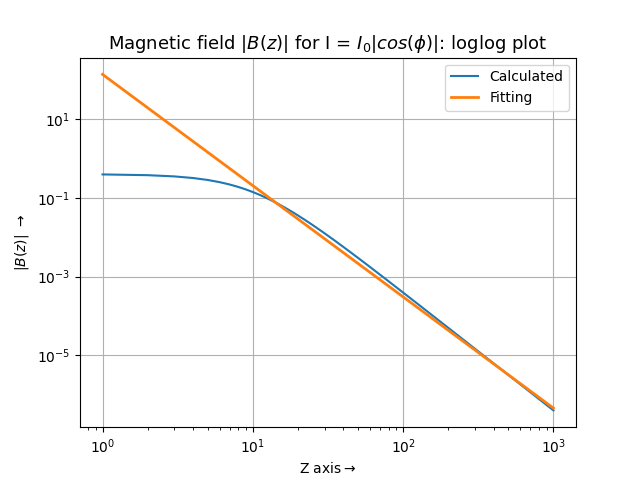 Magnetic field |B(z)| for I = I₀|cos(ϕ)|: loglog plot
Calculated
Fitting
10¹
10⁻¹
10⁻³
10⁻⁵
|B(z)| →
10⁰ 10¹ 10² 10³
Z axis→